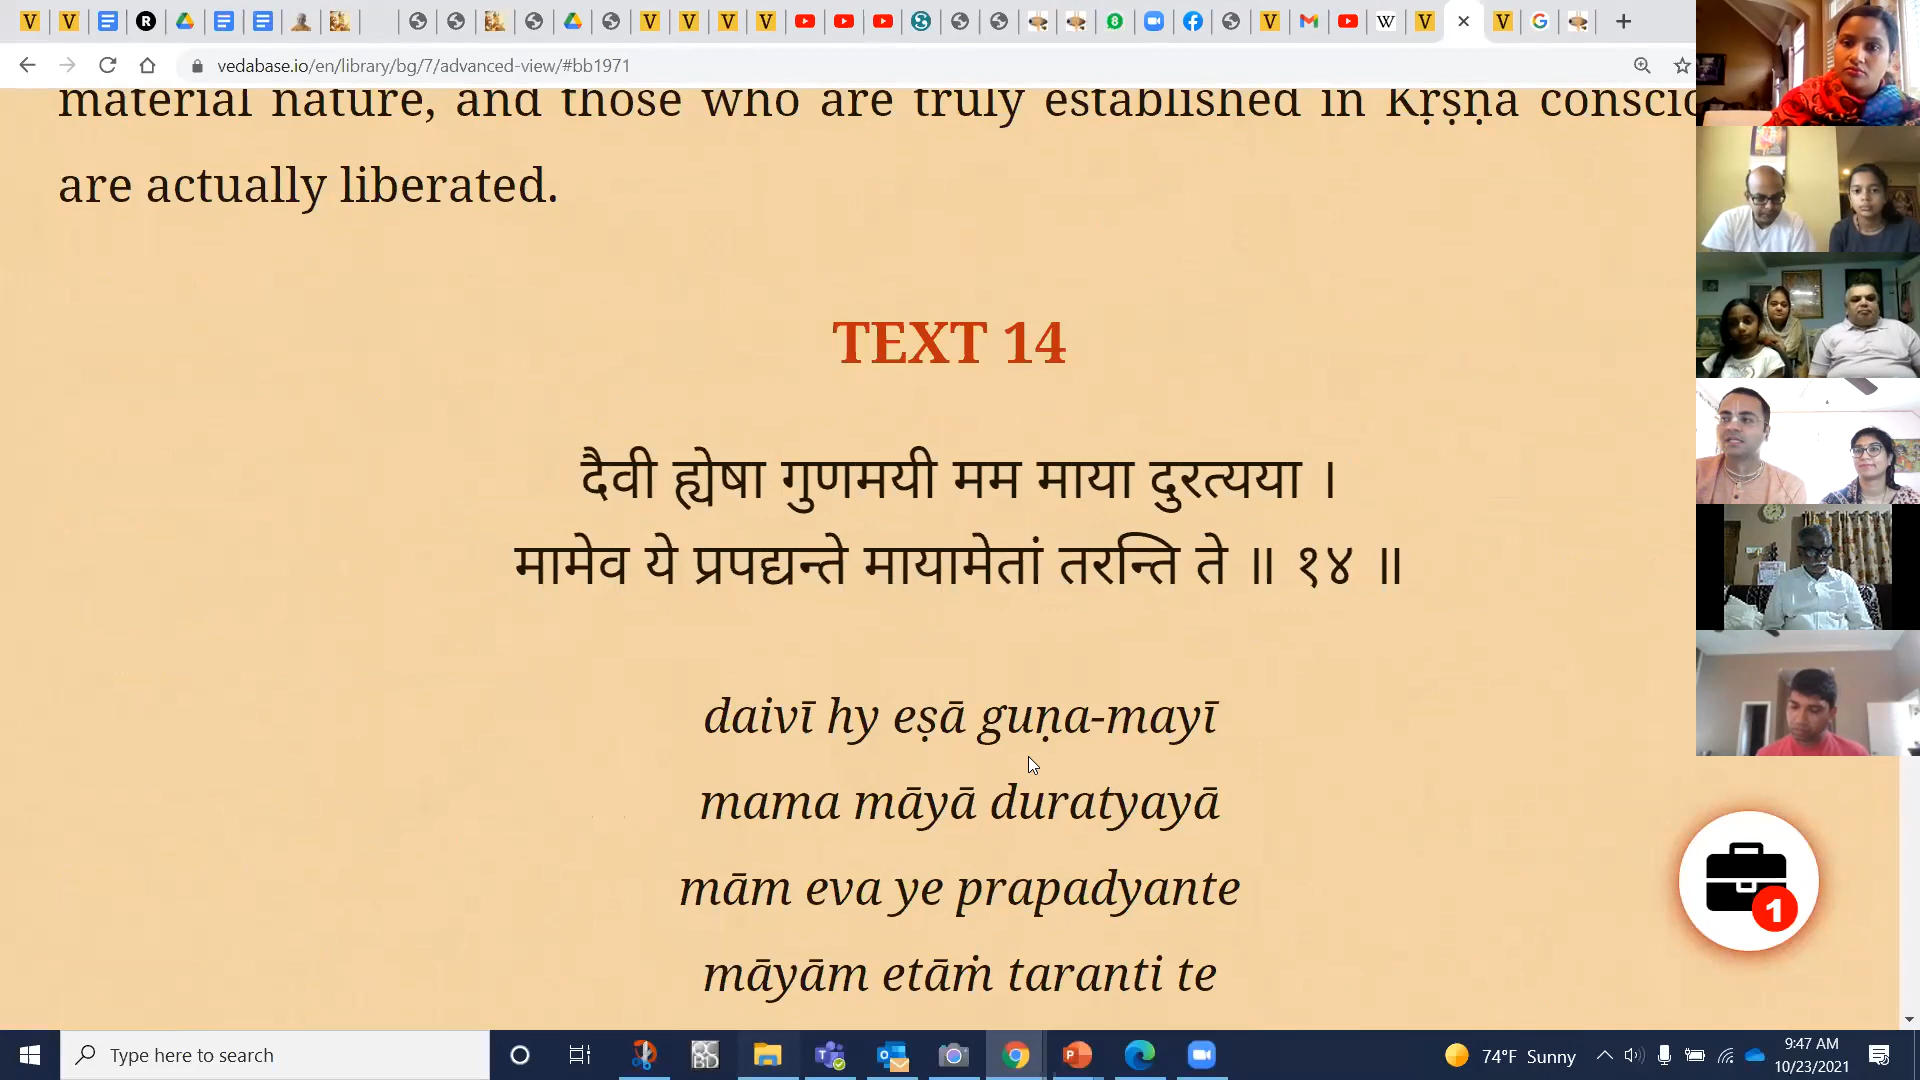 vedabase.io/en/library/bg/7/advanced-view/#bb1971
material nature, and those who are truly established in Kṛṣṇa
are actually liberated.
TEXT 14
दैवी ह्येषा गुणमयी मम माया दुरत्यया ।
मामेव ये प्रपद्यन्ते मायामेतां तरन्ति ते ॥ १४ ॥
daivī hy eṣā guṇa-mayī
mama māyā duratyayā
mām eva ye prapadyante
māyām etāṁ taranti te
1
Type here to search
74°F Sunny
9:47 AM
10/23/2021